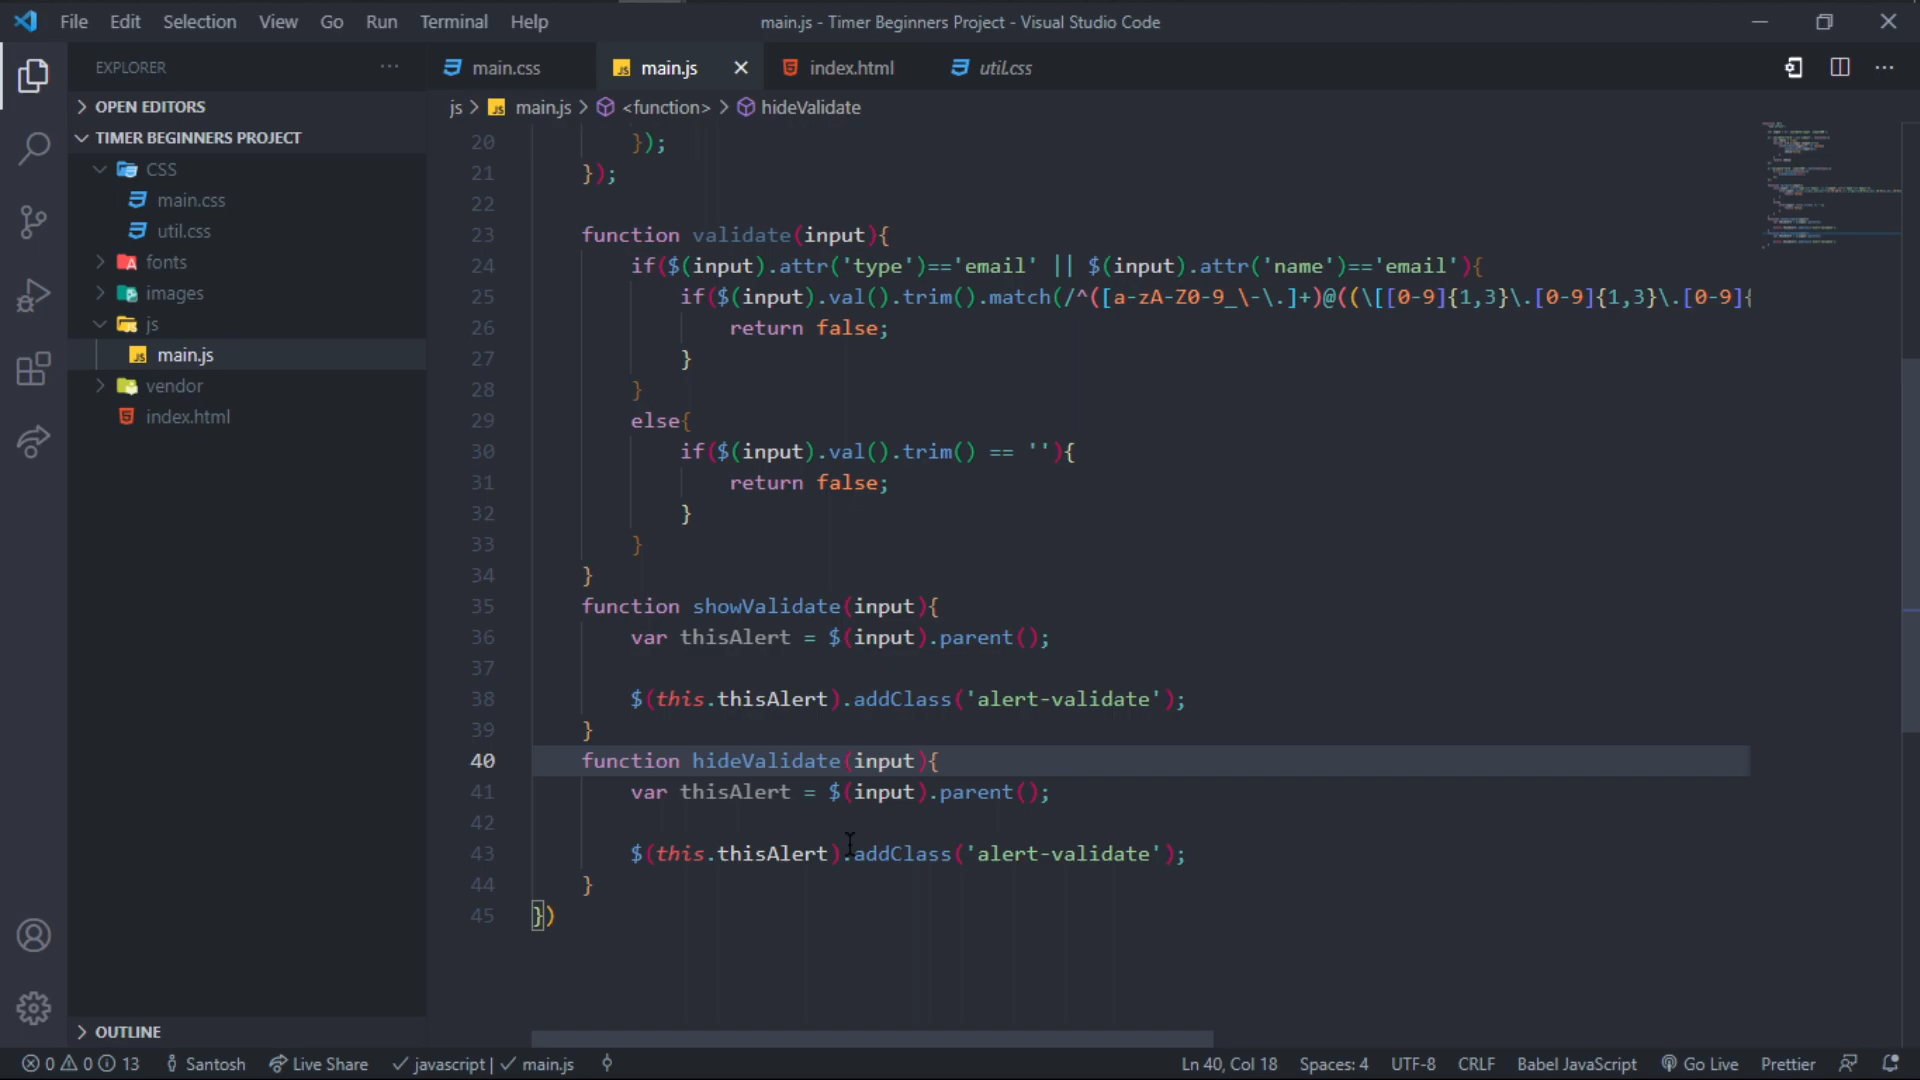 File Edit Selection View Go Run Terminal Help
main.js - Timer Beginners Project - Visual Studio Code
EXPLORER
main.css
main.js
index.html
util.css
OPEN EDITORS
TIMER BEGINNERS PROJECT
CSS
main.css
util.css
fonts
images
js
main.js
vendor
index.html
OUTLINE
js > main.js > <function> > hideValidate
20 });
21 });
22
23 function validate(input){
24 if($(input).attr('type')=='email' || $(input).attr('name')=='email'){
25 if($(input).val().trim().match(/^([a-zA-Z0-9_\-\.]+)@((\[[0-9]{1,3}\.[0-9]{1,3}\.[0-9]{
26 return false;
27 }
28 }
29 else{
30 if($(input).val().trim() == ''){
31 return false;
32 }
33 }
34 }
35 function showValidate(input){
36 var thisAlert = $(input).parent();
37
38 $(this.thisAlert).addClass('alert-validate');
39 }
40 function hideValidate(input){
41 var thisAlert = $(input).parent();
42
43 $(this.thisAlert).addClass('alert-validate');
44 }
45 })
0 0 13 Santosh Live Share javascript | main.js Ln 40, Col 18 Spaces: 4 UTF-8 CRLF Babel JavaScript Go Live Prettier